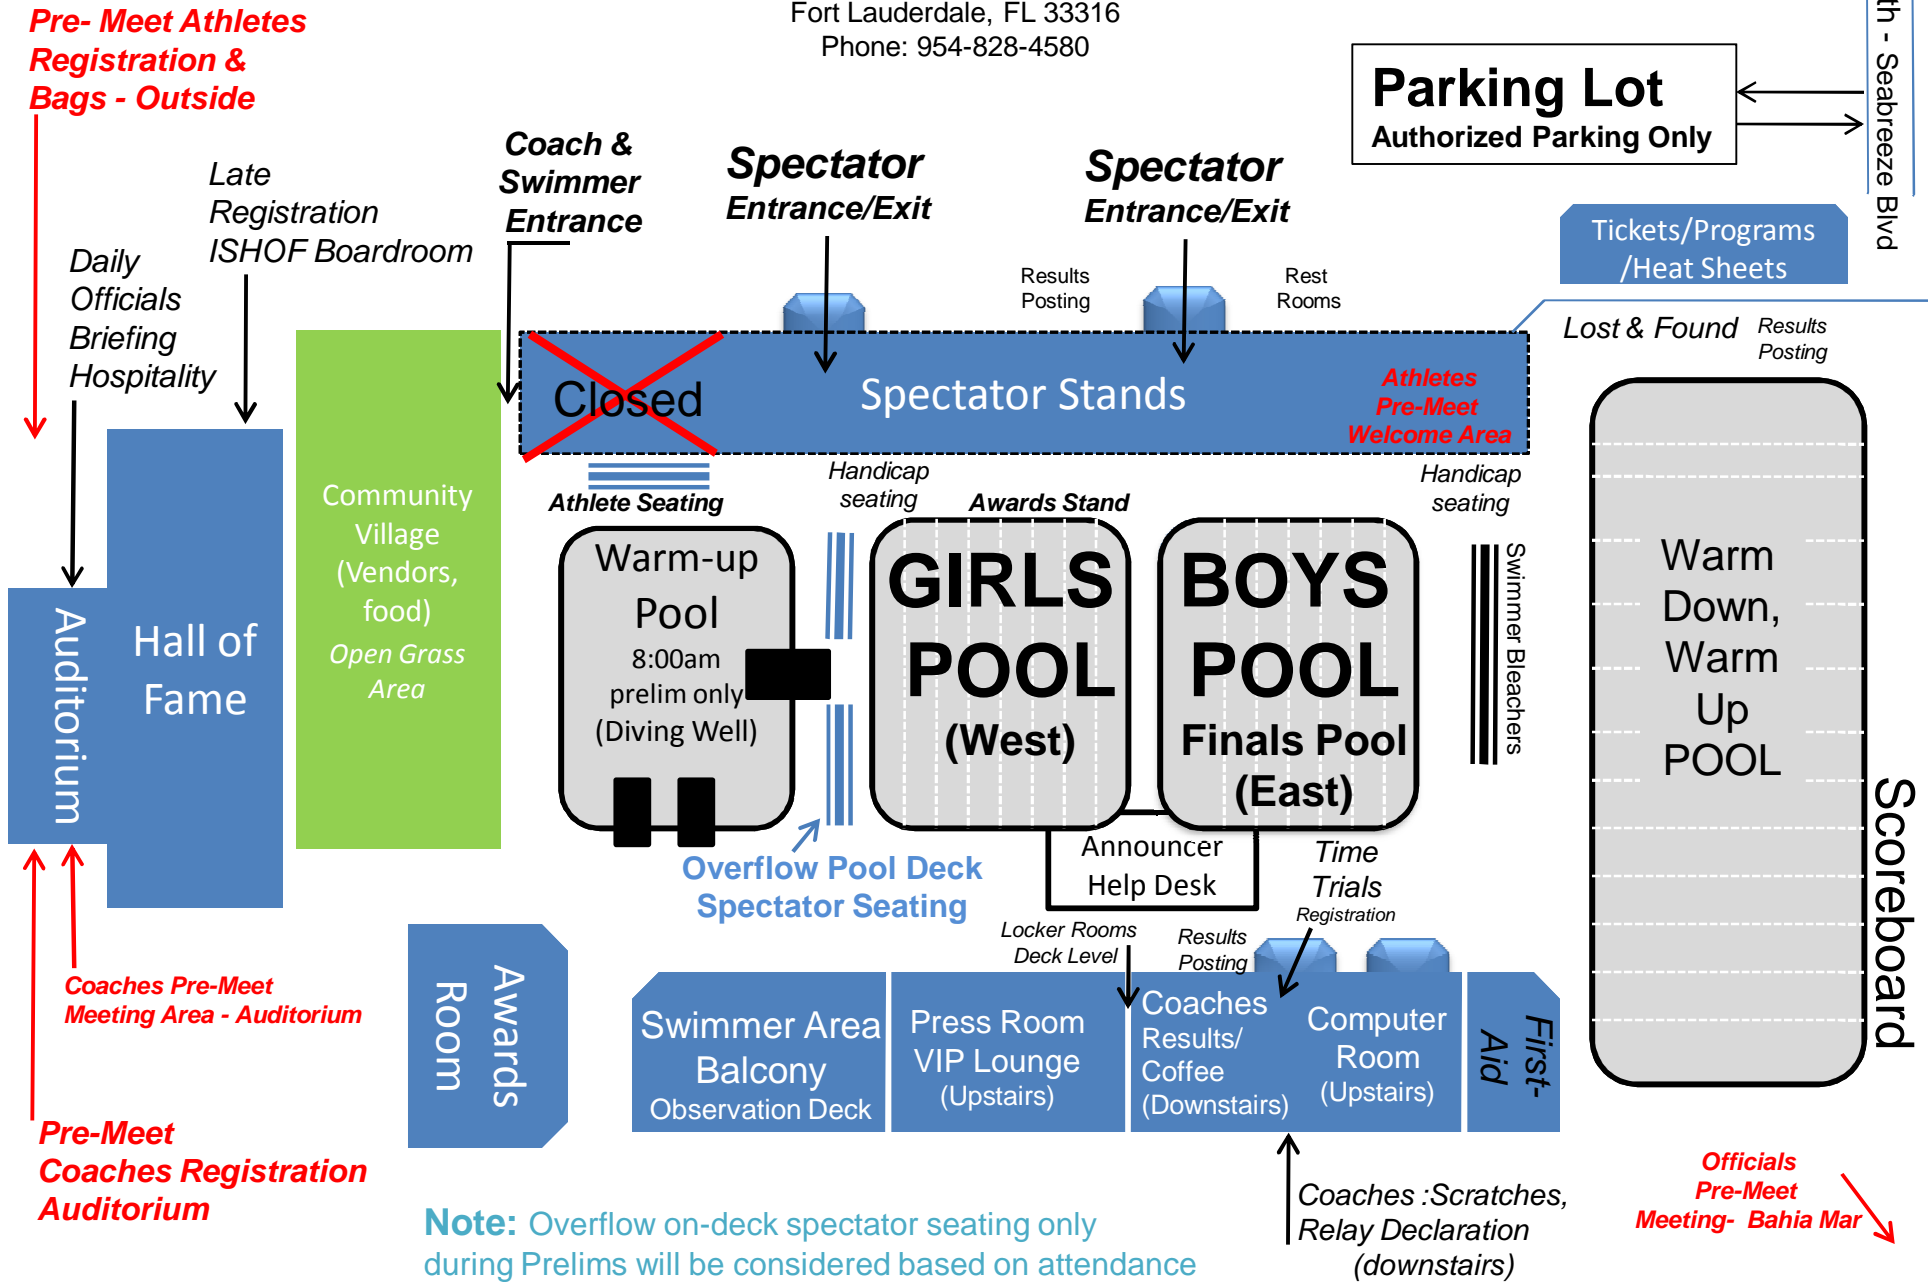 Fort Lauderdale, FL 33316
Phone: 954-828-4580
Pre- Meet Athletes
Registration &
Bags - Outside
th - Seabreeze Blvd
Parking Lot
Authorized Parking Only
Late
Registration
ISHOF Boardroom
Coach &
Swimmer
Entrance
Spectator
Entrance/Exit
Spectator
Entrance/Exit
Tickets/Programs
/Heat Sheets
Daily
Officials
Briefing
Hospitality
Results
Posting
Rest
Rooms
Lost & Found
Results
Posting
Closed
Spectator Stands
Athletes
Pre-Meet
Welcome Area
Athlete Seating
Handicap
seating
Awards Stand
Handicap
seating
Community
Village
(Vendors,
food)
Open Grass
Area
Auditorium
Hall of
Fame
Warm-up
Pool
8:00am
prelim only
(Diving Well)
GIRLS
POOL
(West)
BOYS
POOL
Finals Pool
(East)
Swimmer Bleachers
Warm
Down,
Warm
Up
POOL
Scoreboard
Overflow Pool Deck
Spectator Seating
Announcer
Help Desk
Time
Trials
Registration
Locker Rooms
Deck Level
Results
Posting
Coaches Pre-Meet
Meeting Area - Auditorium
Awards
Room
Swimmer Area
Balcony
Observation Deck
Press Room
VIP Lounge
(Upstairs)
Coaches
Results/
Coffee
(Downstairs)
Computer
Room
(Upstairs)
First-
Aid
Pre-Meet
Coaches Registration
Auditorium
Officials
Pre-Meet
Meeting- Bahia Mar
Coaches :Scratches,
Relay Declaration
(downstairs)
Note: Overflow on-deck spectator seating only
during Prelims will be considered based on attendance